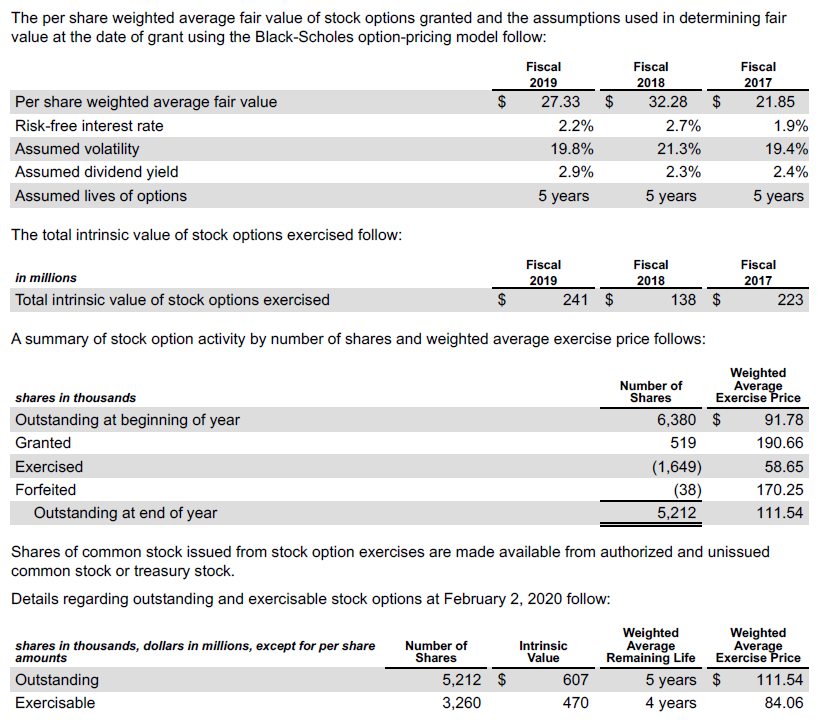 The per share weighted average fair value of stock options granted and the assumptions used in determining fair
value at the date of grant using the Black-Scholes option-pricing model follow:
Fiscal Fiscal Fiscal
2019 2018 2017
Per share weighted average fair value $ 27.33 $ 32.28 $ 21.85
Risk-free interest rate 2.2% 2.7% 1.9%
Assumed volatility 19.8% 21.3% 19.4%
Assumed dividend yield 2.9% 2.3% 2.4%
Assumed lives of options 5 years 5 years 5 years
The total intrinsic value of stock options exercised follow:
Fiscal Fiscal Fiscal
in millions 2019 2018 2017
Total intrinsic value of stock options exercised $ 241 $ 138 $ 223
A summary of stock option activity by number of shares and weighted average exercise price follows:
Weighted
Number of Average
shares in thousands Shares Exercise Price
Outstanding at beginning of year 6,380 $ 91.78
Granted 519 190.66
Exercised (1,649) 58.65
Forfeited (38) 170.25
Outstanding at end of year 5,212 111.54
Shares of common stock issued from stock option exercises are made available from authorized and unissued
common stock or treasury stock.
Details regarding outstanding and exercisable stock options at February 2, 2020 follow:
Weighted Weighted
shares in thousands, dollars in millions, except for per share Number of Intrinsic Average Average
amounts Shares Value Remaining Life Exercise Price
Outstanding 5,212 $ 607 5 years $ 111.54
Exercisable 3,260 470 4 years 84.06